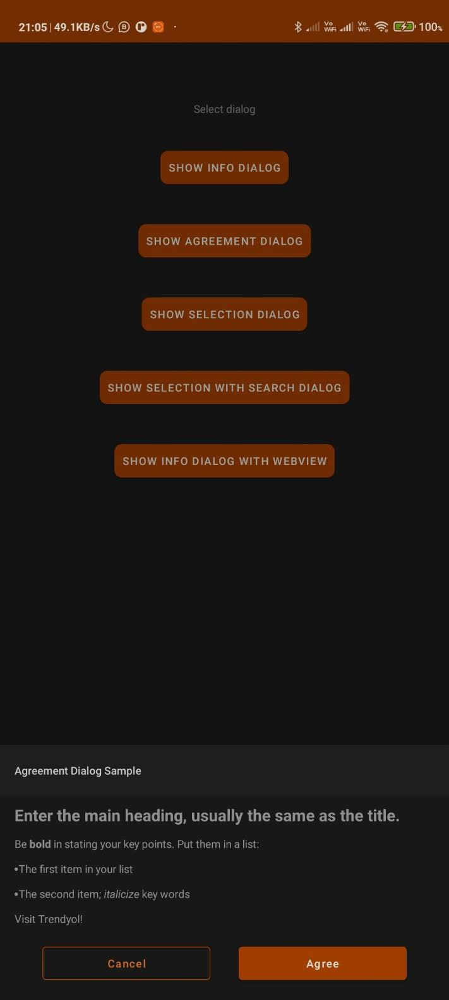 21:05 | 49.1KB/s
Vo WiFi
Vo WiFi
100%
Select dialog
SHOW INFO DIALOG
SHOW AGREEMENT DIALOG
SHOW SELECTION DIALOG
SHOW SELECTION WITH SEARCH DIALOG
SHOW INFO DIALOG WITH WEBVIEW
Agreement Dialog Sample
Enter the main heading, usually the same as the title.
Be bold in stating your key points. Put them in a list:
•The first item in your list
•The second item; italicize key words
Visit Trendyol!
Cancel
Agree